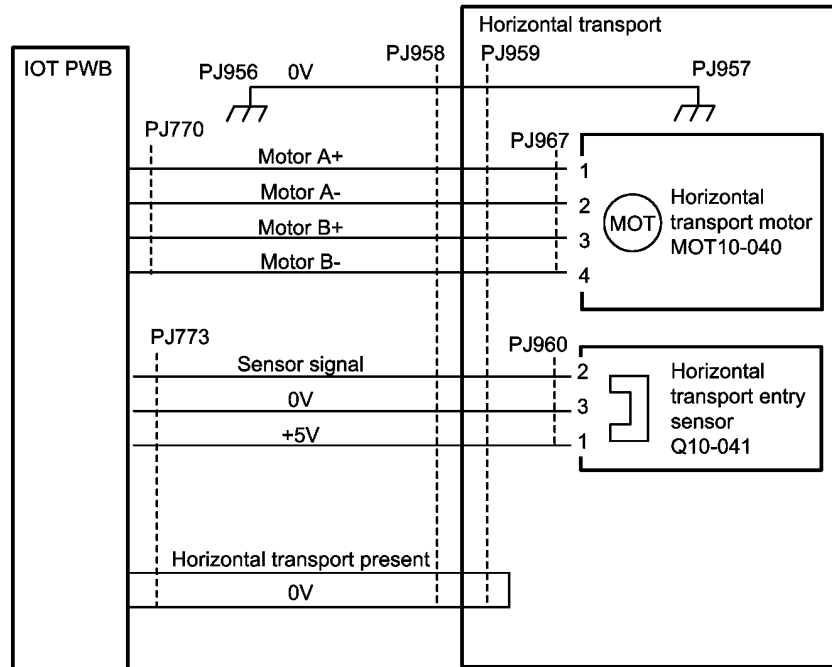 Horizontal transport
IOT PWB
PJ956
0V
PJ958
PJ959
PJ957
PJ770
PJ967
Motor A+
1
Motor A-
2
Motor B+
3
Motor B-
4
MOT
Horizontal
transport motor
MOT10-040
PJ773
PJ960
Sensor signal
2
0V
3
+5V
1
Horizontal
transport entry
sensor
Q10-041
Horizontal transport present
0V